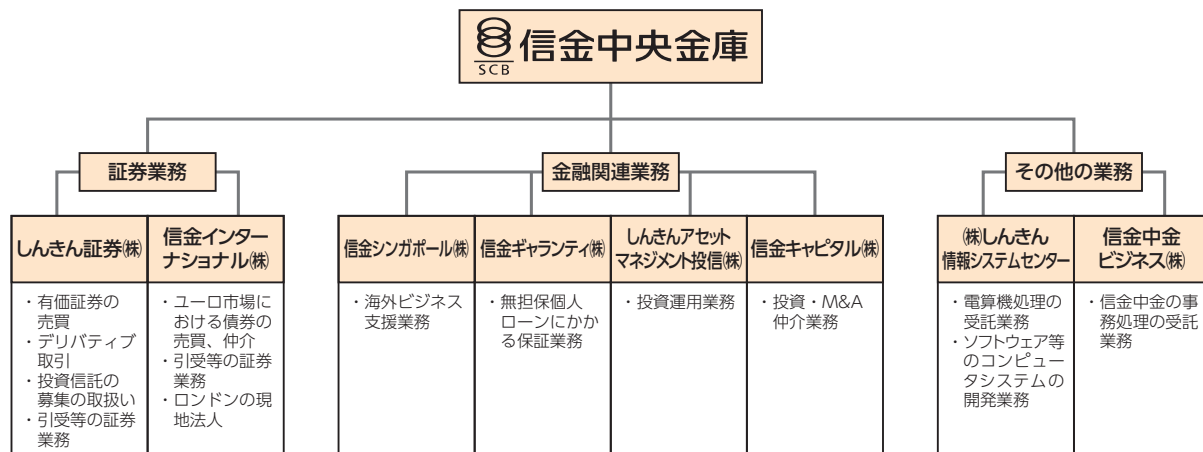 SCB
信金中央金庫
証券業務
金融関連業務
その他の業務
しんきん証券㈱
信金インター
ナショナル㈱
信金シンガポール㈱
信金ギャランティ㈱
しんきんアセット
マネジメント投信㈱
信金キャピタル㈱
㈱しんきん
情報システムセンター
信金中金
ビジネス㈱
・有価証券の
売買
・デリバティブ
取引
・投資信託の
募集の取扱い
・引受等の証券
業務
・ユーロ市場に
おける債券の
売買、仲介
・引受等の証券
業務
・ロンドンの現
地法人
・海外ビジネス
支援業務
・無担保個人
ローンにかか
る保証業務
・投資運用業務
・投資・M&A
仲介業務
・電算機処理の
受託業務
・ソフトウェア等
のコンピュー
タシステムの
開発業務
・信金中金の事
務処理の受託
業務